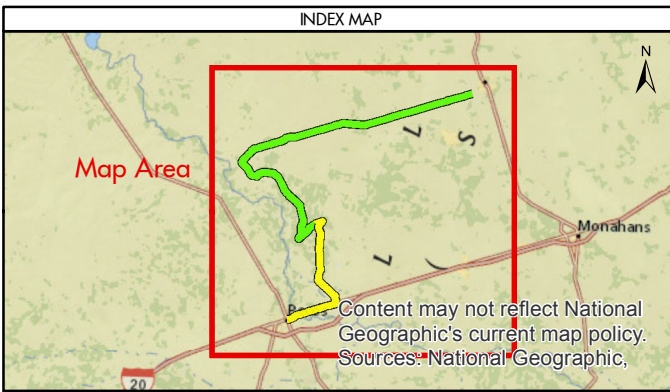 INDEX MAP
N
L
S
Map Area
Monahans
L
Content may not reflect National
Geographic's current map policy.
Sources: National Geographic,
20